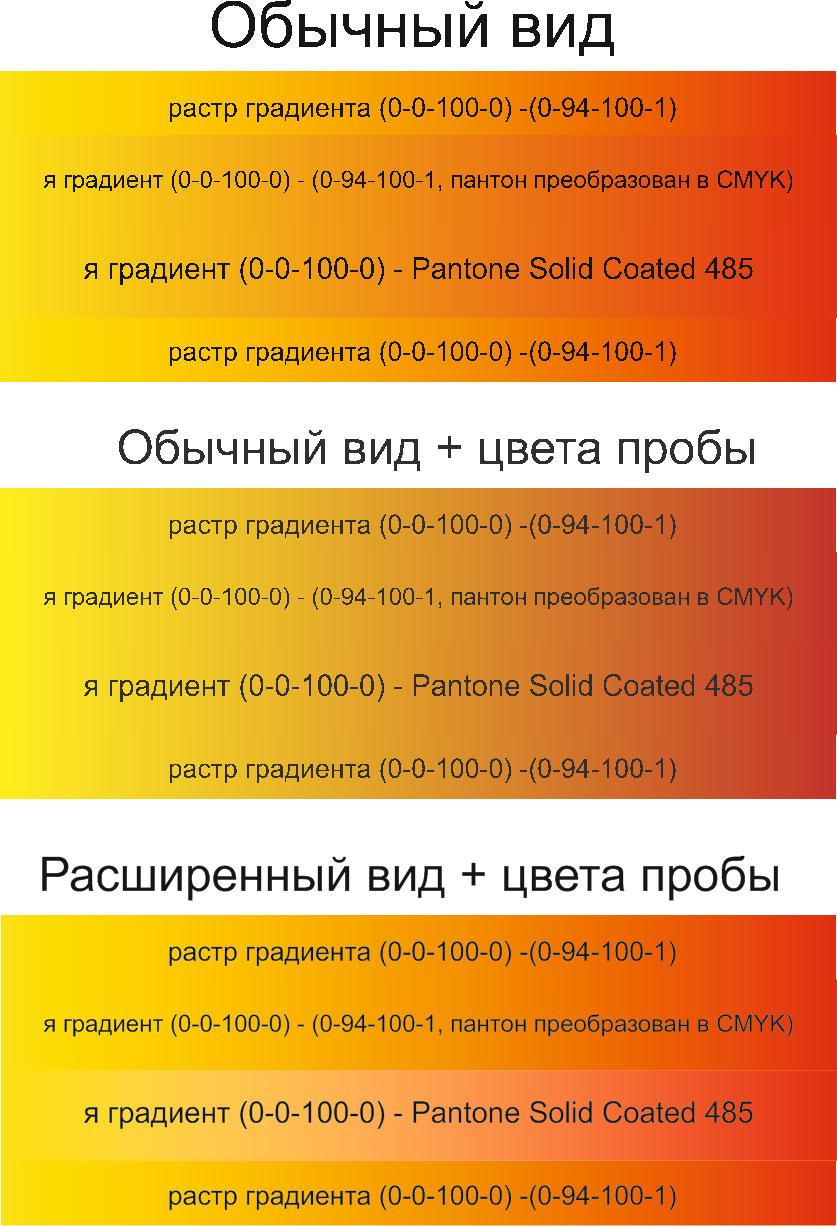 Обычный вид
растр градиента (0-0-100-0) -(0-94-100-1)
я градиент (0-0-100-0) - (0-94-100-1, пантон преобразован в CMYK)
я градиент (0-0-100-0) - Pantone Solid Coated 485
растр градиента (0-0-100-0) -(0-94-100-1)
Обычный вид + цвета пробы
растр градиента (0-0-100-0) -(0-94-100-1)
я градиент (0-0-100-0) - (0-94-100-1, пантон преобразован в CMYK)
я градиент (0-0-100-0) - Pantone Solid Coated 485
растр градиента (0-0-100-0) -(0-94-100-1)
Расширенный вид + цвета пробы
растр градиента (0-0-100-0) -(0-94-100-1)
я градиент (0-0-100-0) - (0-94-100-1, пантон преобразован в CMYK)
я градиент (0-0-100-0) - Pantone Solid Coated 485
растр градиента (0-0-100-0) -(0-94-100-1)